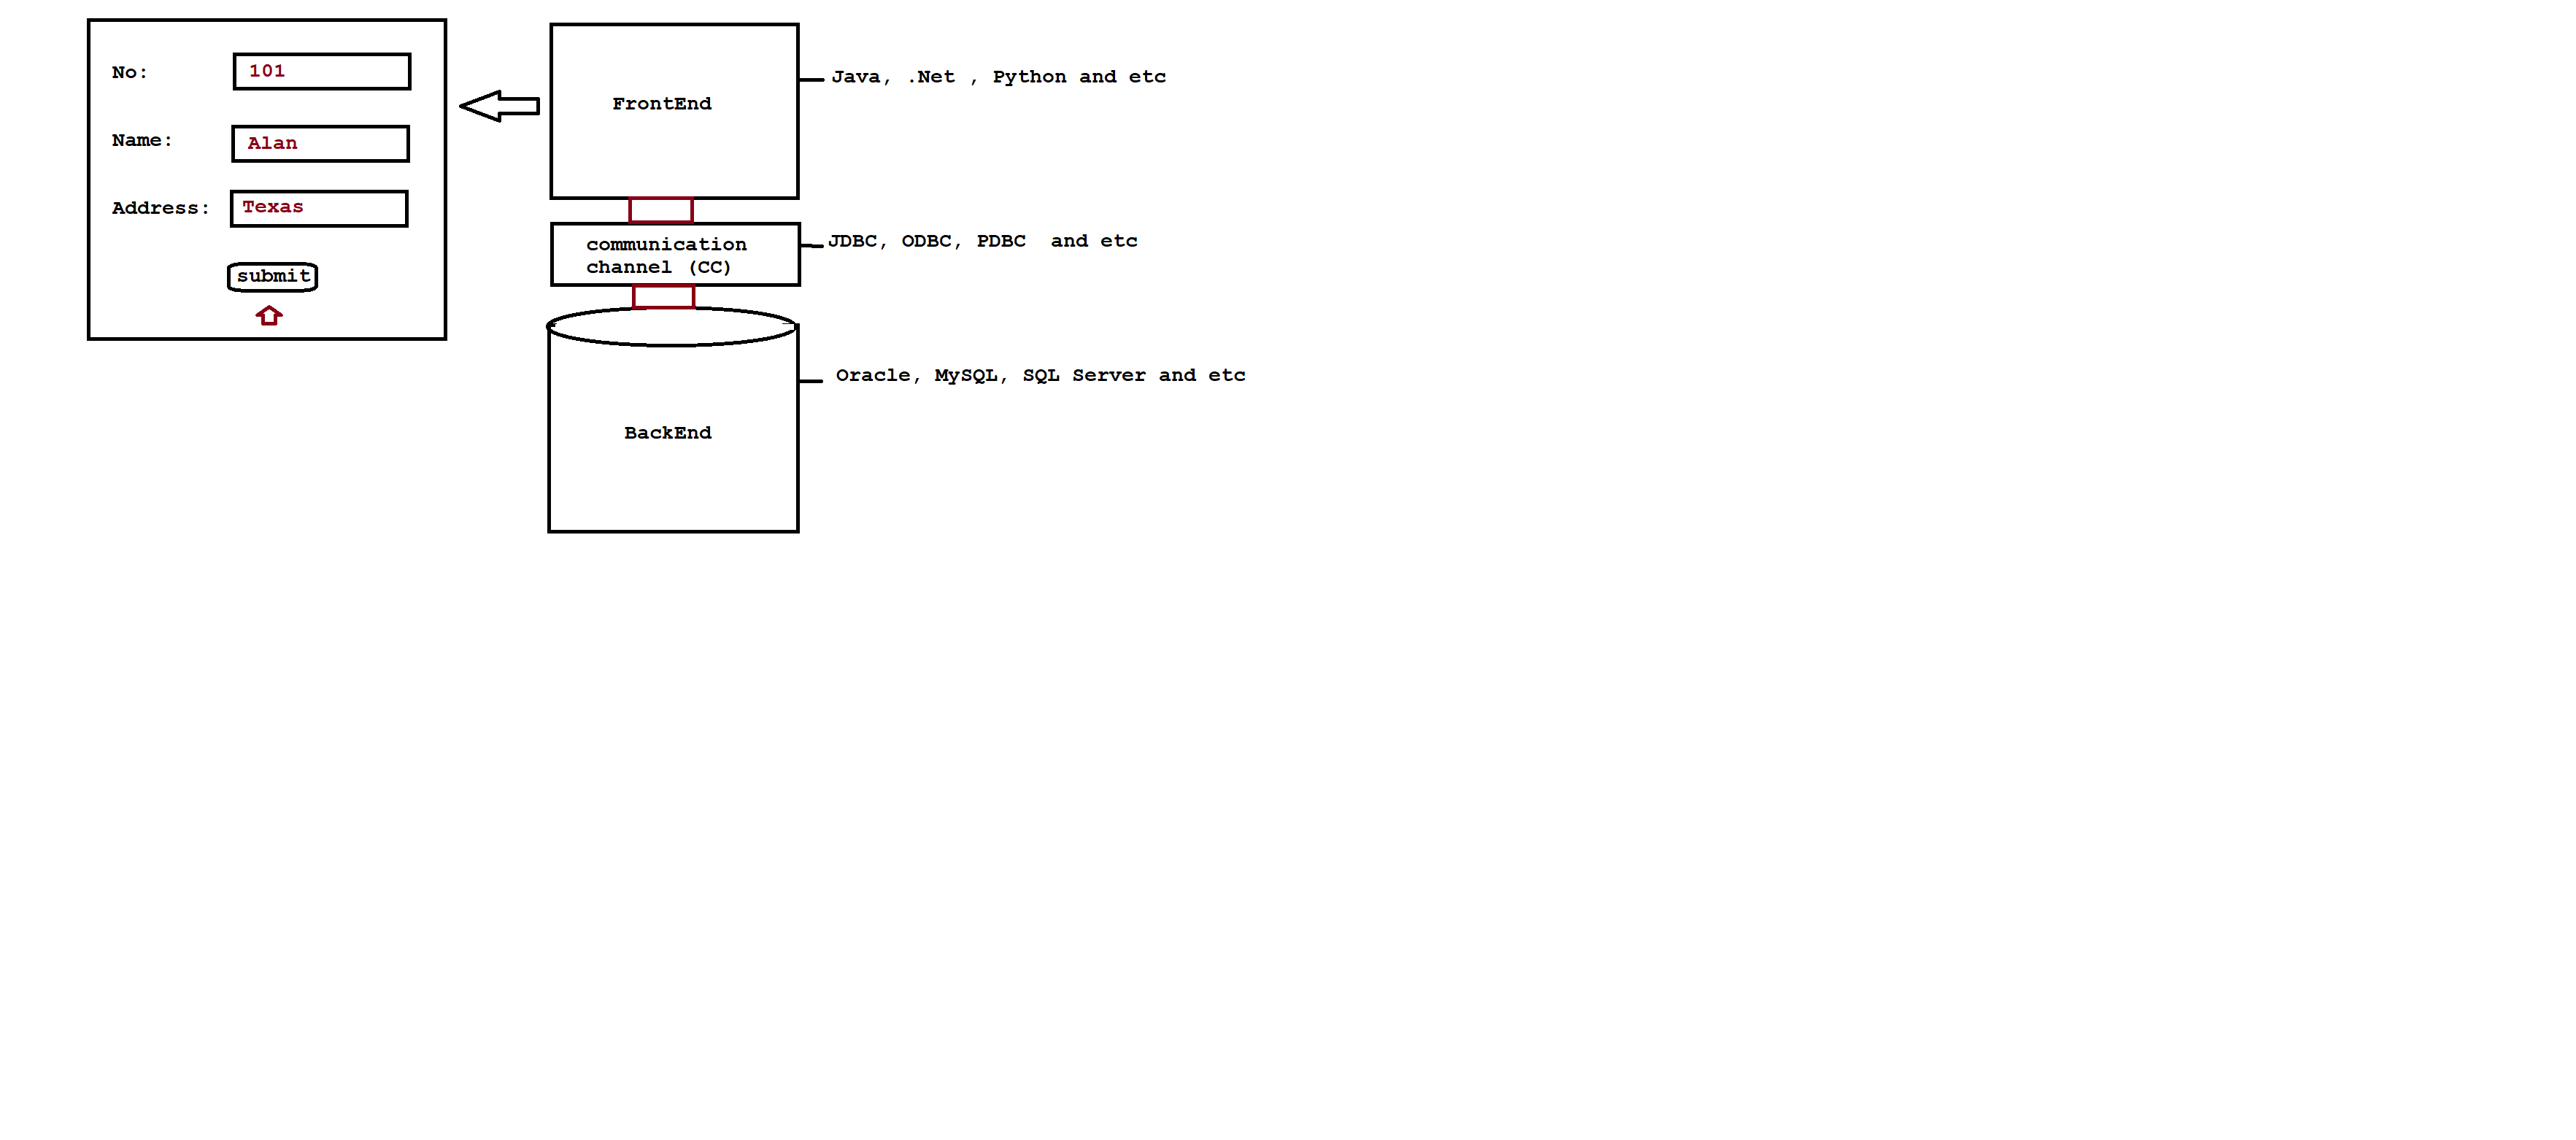 No:
101
Name:
Alan
Address:
Texas
submit
FrontEnd
Java, .Net , Python and etc
communication
channel (CC)
JDBC, ODBC, PDBC  and etc
Oracle, MySQL, SQL Server and etc
BackEnd